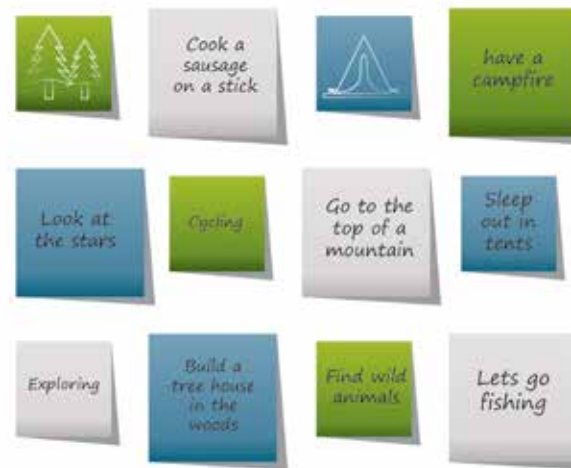 Cook a
sausage
on a stick
have a
campfire
Look at
the stars
Cycling
Go to the
top of a
mountain
Sleep
out in
tents
Exploring
Build a
tree house
in the
woods
Find wild
animals
Lets go
fishing